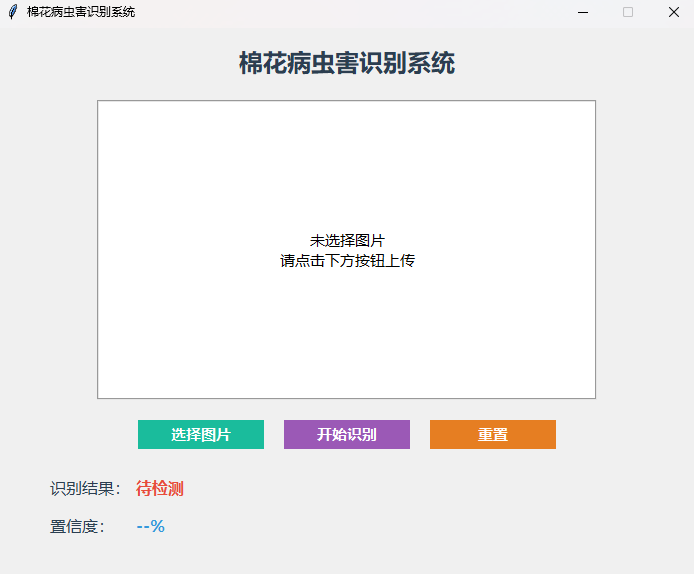 棉花病虫害识别系统
棉花病虫害识别系统
未选择图片
请点击下方按钮上传
选择图片 开始识别 重置
识别结果： 待检测
置信度： --%